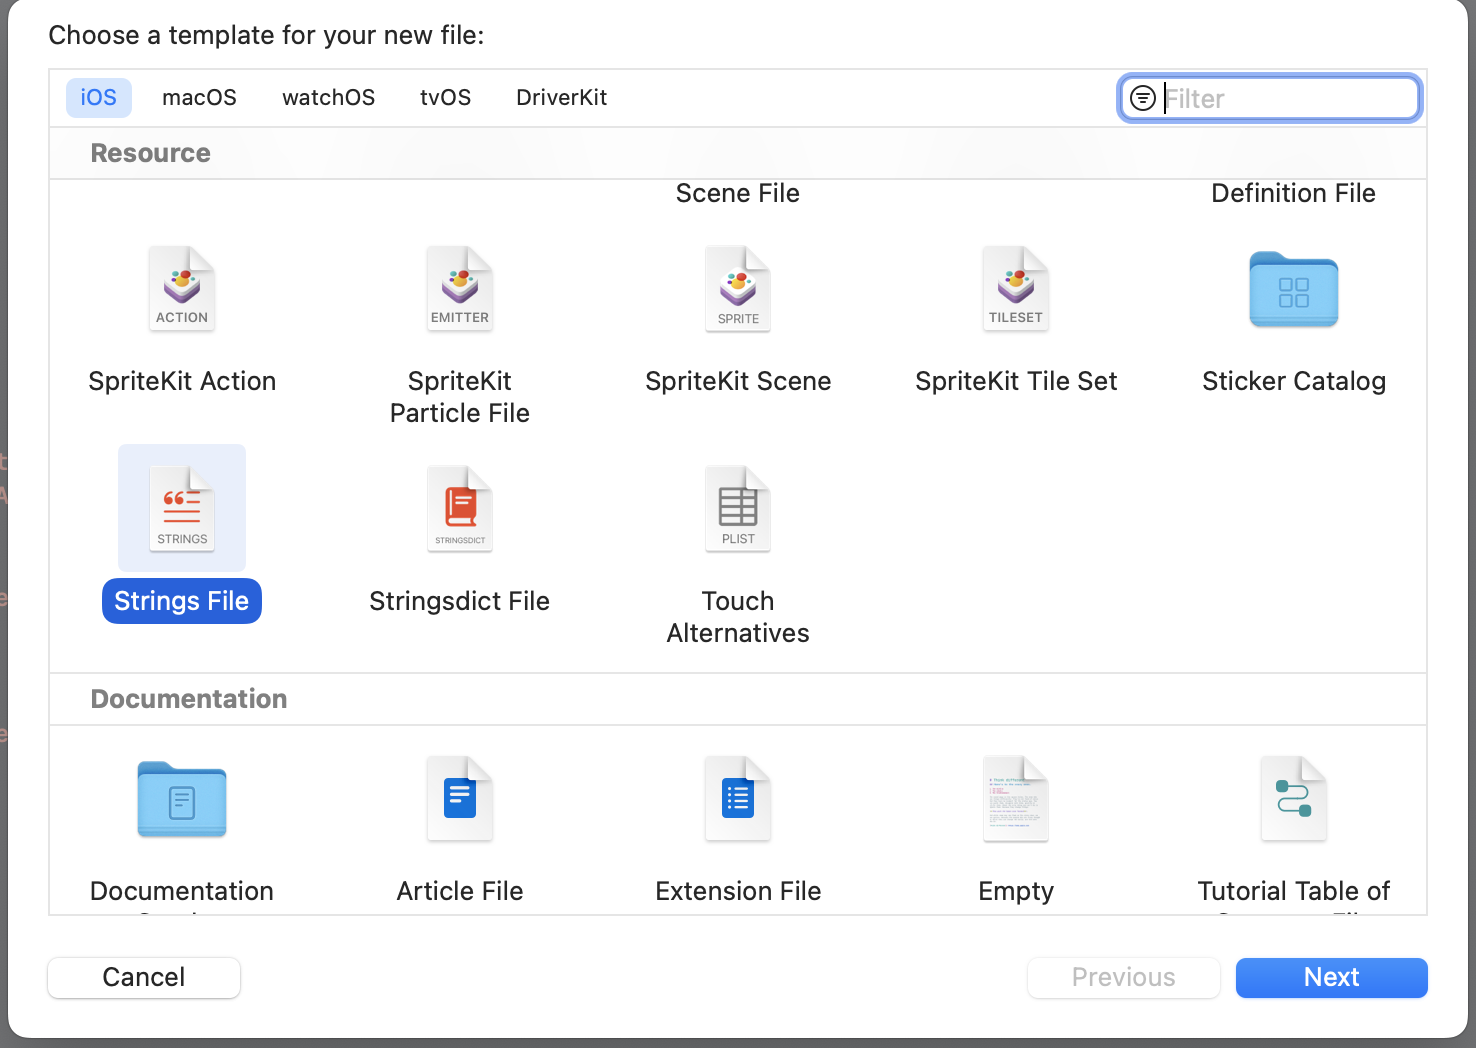 Choose a template for your new file:
iOS macOS watchOS tvOS DriverKit Filter
Resource
Scene File Definition File
ACTION EMITTER SPRITE TILESET
SpriteKit Action SpriteKit Particle File SpriteKit Scene SpriteKit Tile Set Sticker Catalog
STRINGS STRINGSDICT PLIST
Strings File Stringsdict File Touch Alternatives
Documentation
Documentation Article File Extension File Empty Tutorial Table of
Cancel Previous Next